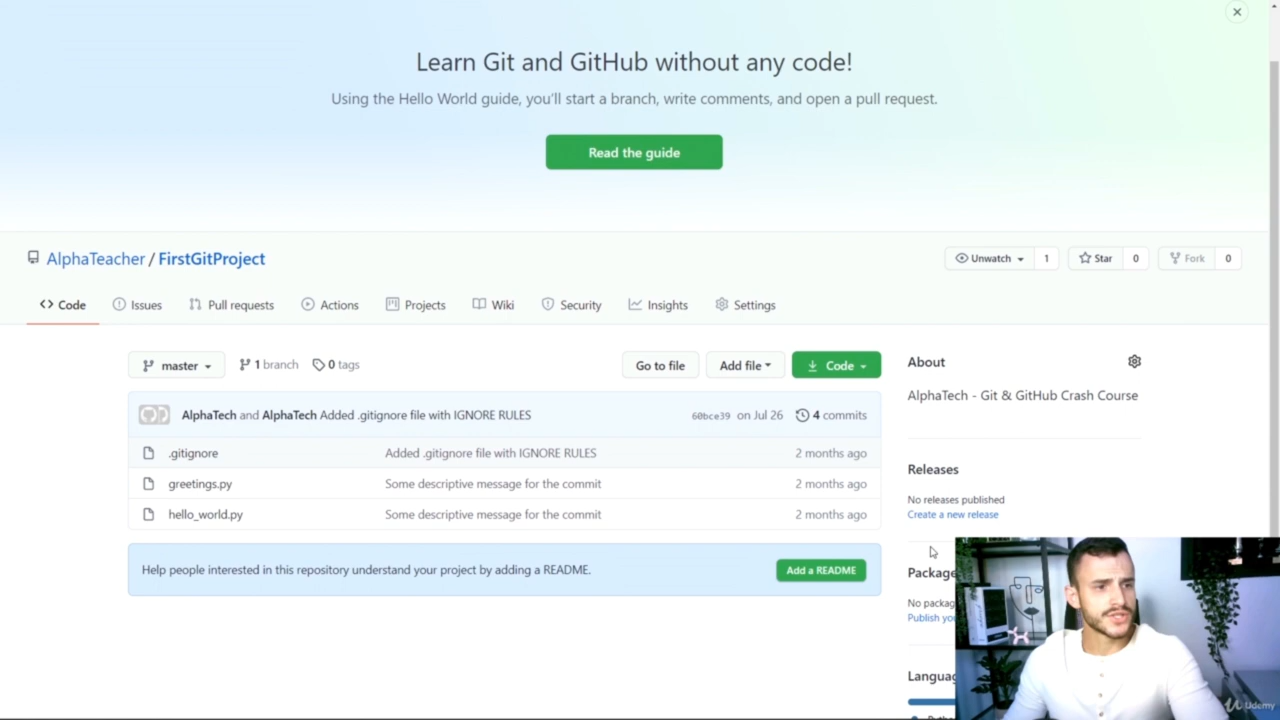 Learn Git and GitHub without any code!
Using the Hello World guide, you'll start a branch, write comments, and open a pull request.
Read the guide
AlphaTeacher / FirstGitProject
Unwatch 1 Star 0 Fork 0
Code Issues Pull requests Actions Projects Wiki Security Insights Settings
master 1 branch 0 tags Go to file Add file Code
AlphaTech and AlphaTech Added .gitignore file with IGNORE RULES 60bce39 on Jul 26 4 commits
.gitignore Added .gitignore file with IGNORE RULES 2 months ago
greetings.py Some descriptive message for the commit 2 months ago
hello_world.py Some descriptive message for the commit 2 months ago
Help people interested in this repository understand your project by adding a README. Add a README
About
AlphaTech - Git & GitHub Crash Course
Releases
No releases published
Create a new release
Package
No packag
Publish yo
Languag
Udemy